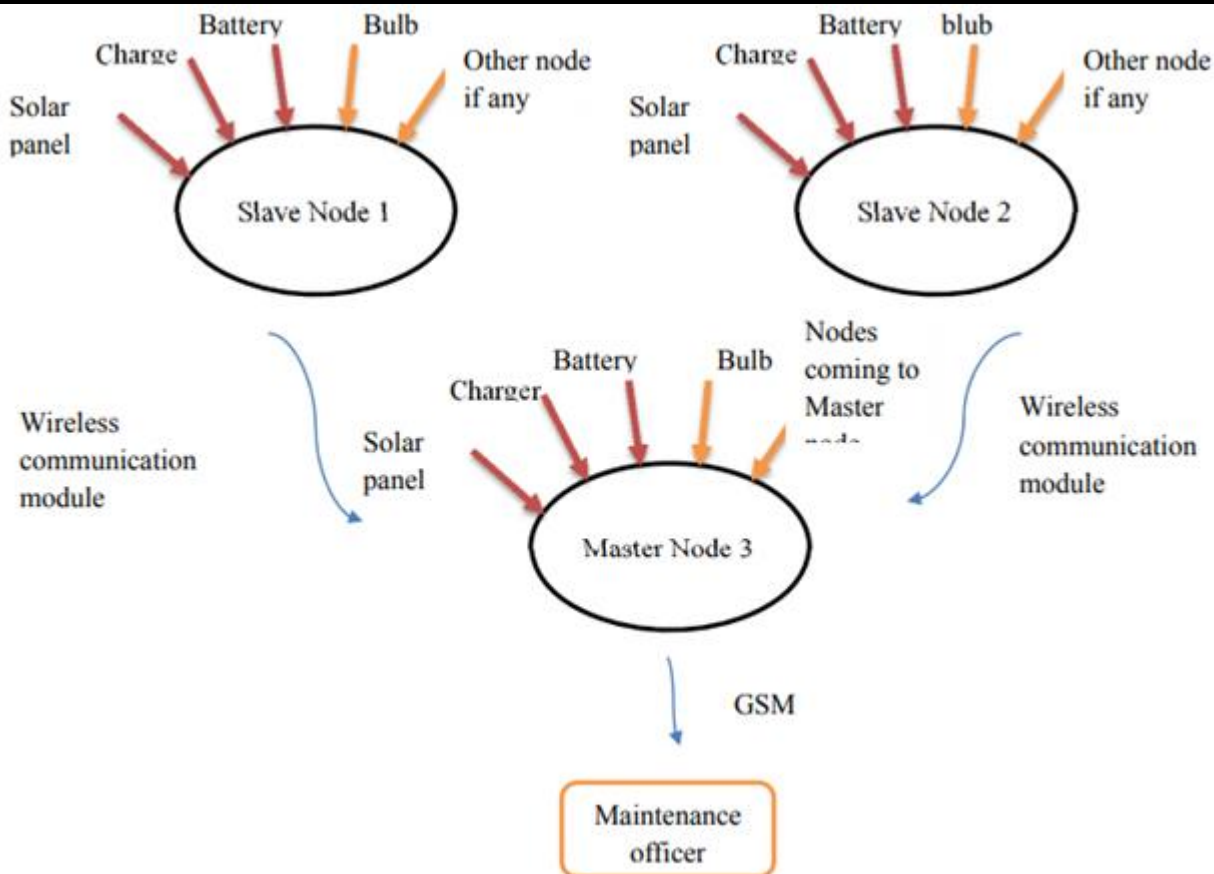 Battery
Bulb
Charge
Other node
if any
Solar
panel
Slave Node 1
Battery
blub
Charge
Other node
if any
Solar
panel
Slave Node 2
Nodes
coming to
Master
node
Battery
Bulb
Charger
Solar
panel
Wireless
communication
module
Wireless
communication
module
Master Node 3
GSM
Maintenance
officer